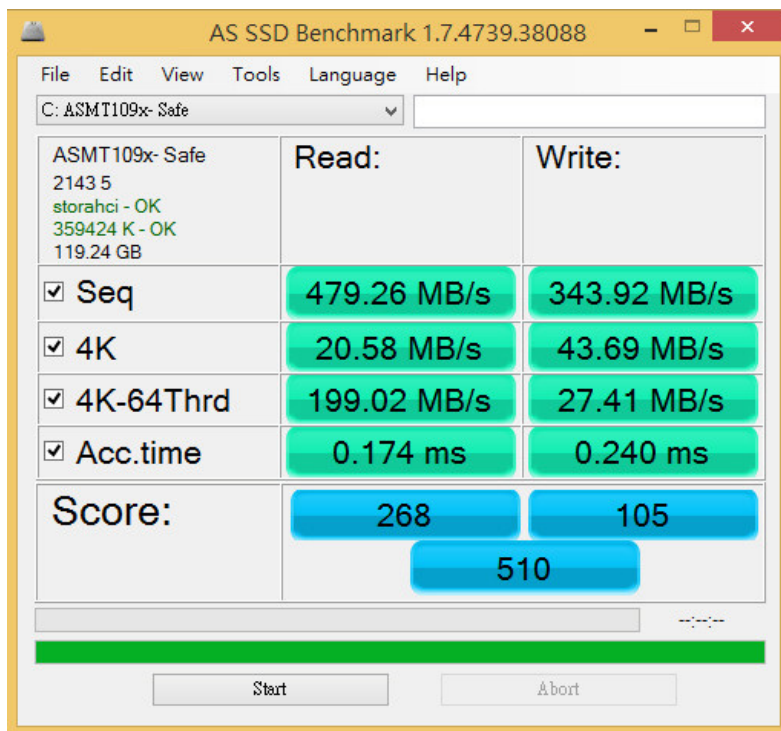 AS SSD Benchmark 1.7.4739.38088
File Edit View Tools Language Help
C: ASMT109x- Safe
ASMT109x- Safe
2143 5
storahci - OK
359424 K - OK
119.24 GB
Read: Write:
Seq 479.26 MB/s 343.92 MB/s
4K 20.58 MB/s 43.69 MB/s
4K-64Thrd 199.02 MB/s 27.41 MB/s
Acc.time 0.174 ms 0.240 ms
Score: 268 105
510
--:--:--
Start Abort